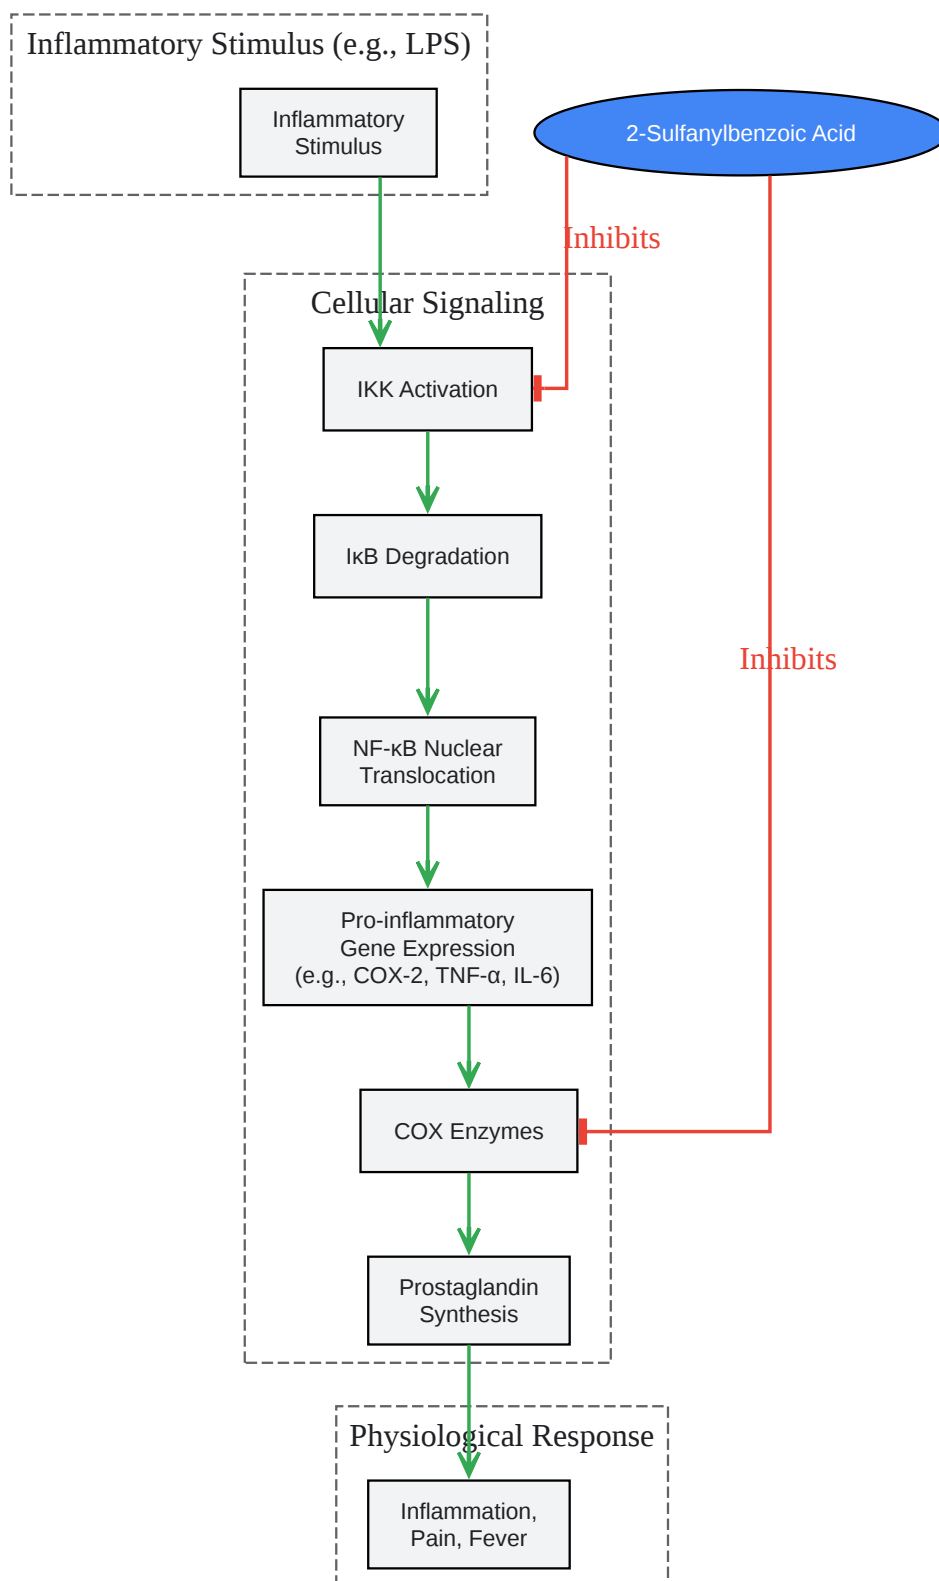 Inflammatory Stimulus (e.g., LPS)
Inflammatory
Stimulus
2-Sulfanylbenzoic Acid
Inhibits
Cellular Signaling
IKK Activation
IκB Degradation
Inhibits
NF-κB Nuclear
Translocation
Pro-inflammatory
Gene Expression
(e.g., COX-2, TNF-α, IL-6)
COX Enzymes
Prostaglandin
Synthesis
Physiological Response
Inflammation,
Pain, Fever